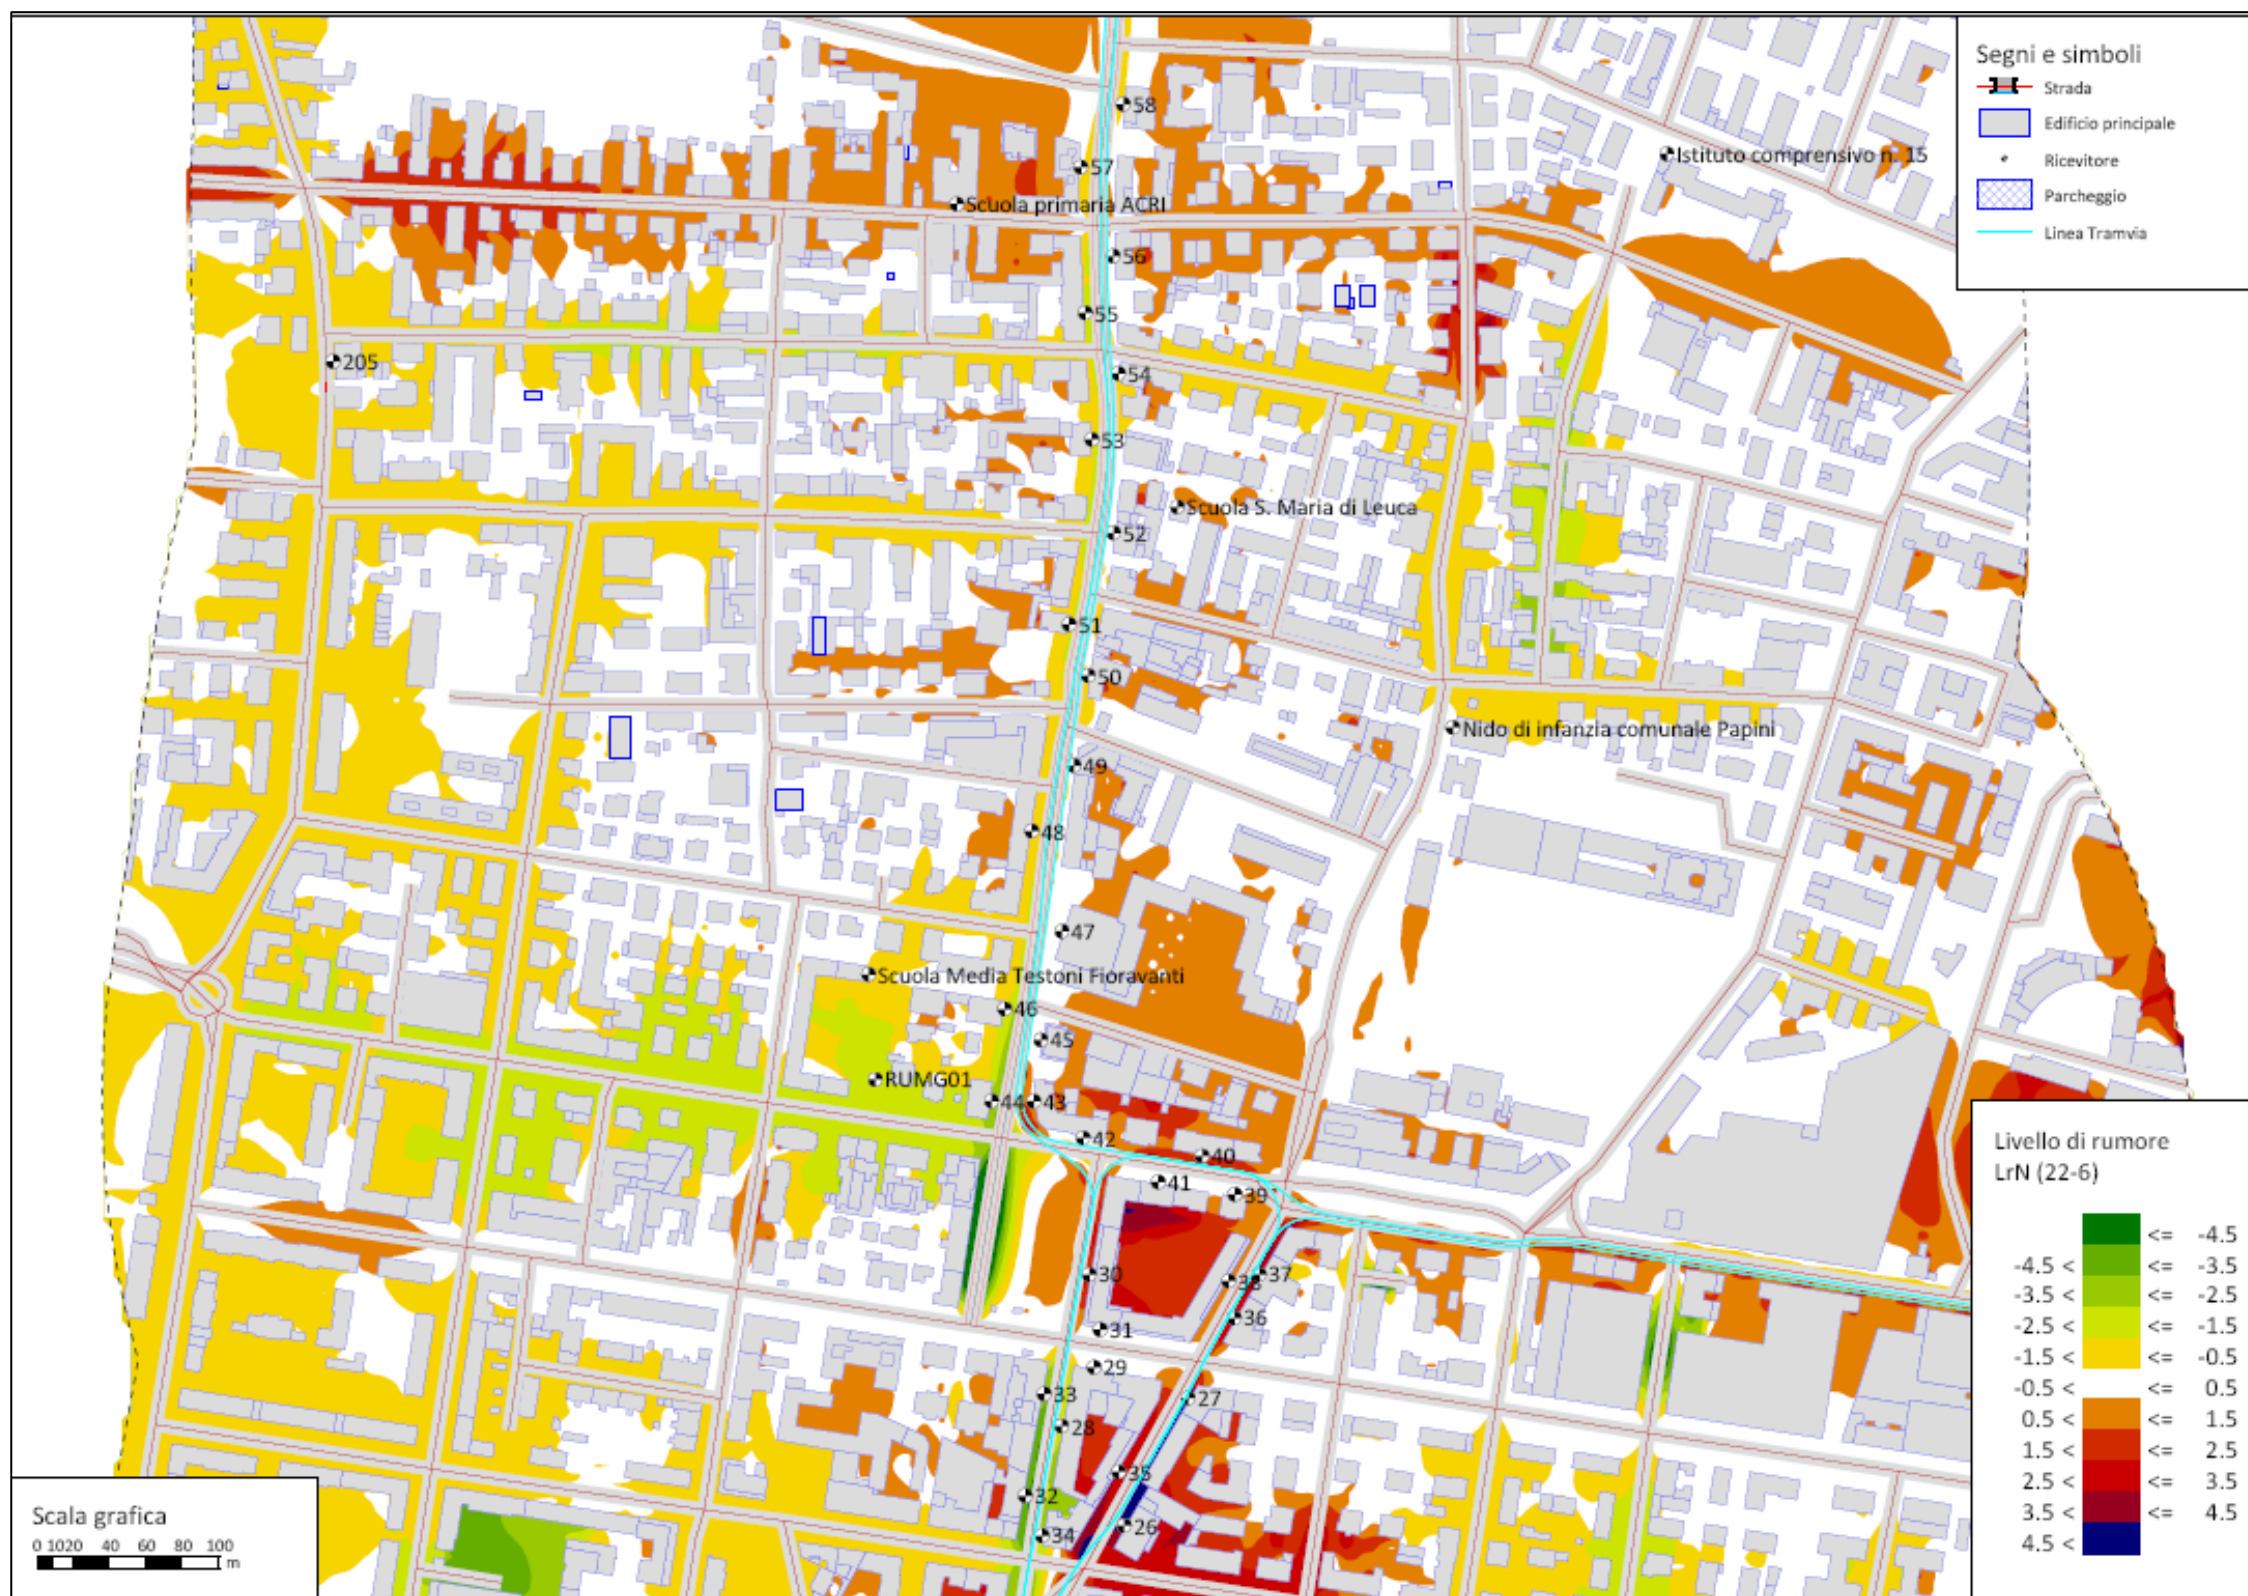 Segni e simboli
Strada
Edificio principale
Ricevitore
Parcheggio
Linea Tramvia
58
57
Istituto comprensivo n. 15
Scuola primaria ACRI
56
55
205
54
53
Scuola S. Maria di Leuca
52
51
50
Nido di infanzia comunale Papini
49
48
47
Scuola Media Testoni Fioravanti
46
45
RUMG01
44
43
42
40
41
39
30
38
37
36
31
29
33
27
28
35
32
26
34
Livello di rumore
LrN (22-6)
<= -4.5
-4.5 < <= -3.5
-3.5 < <= -2.5
-2.5 < <= -1.5
-1.5 < <= -0.5
-0.5 < <= 0.5
0.5 < <= 1.5
1.5 < <= 2.5
2.5 < <= 3.5
3.5 < <= 4.5
4.5 <
Scala grafica
0 1020 40 60 80 100
m